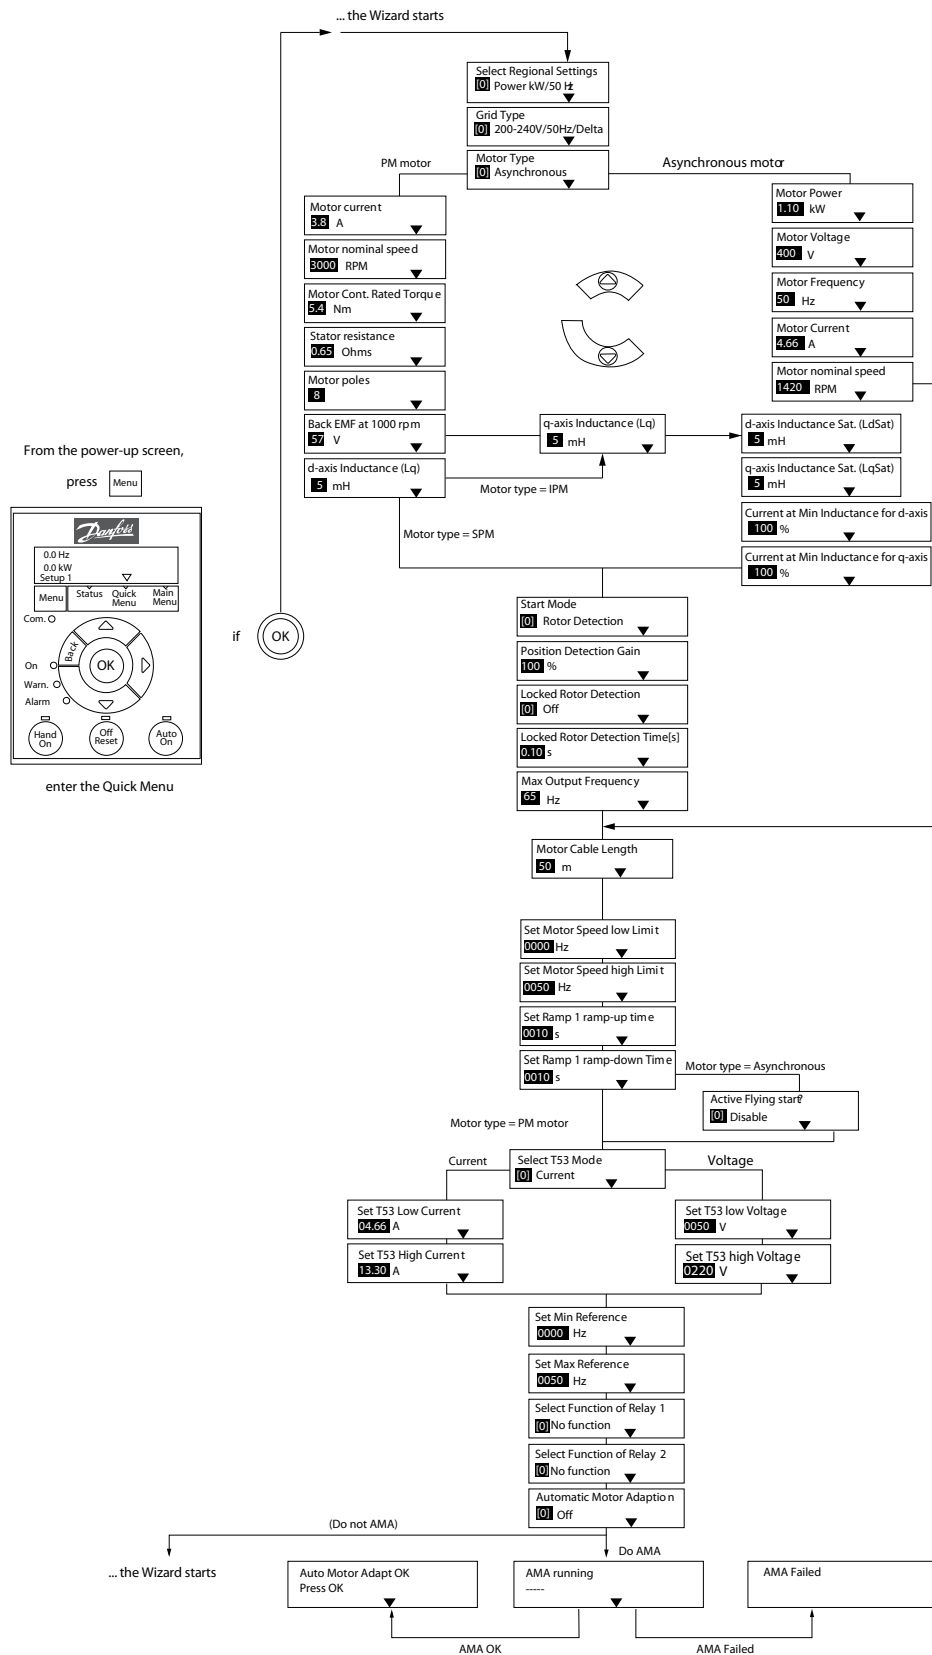 ... the Wizard starts
Select Regional Settings
[0] Power kW/50 Hz
Grid Type
[0] 200-240V/50Hz/Delta
Motor Type
[0] Asynchronous
PM motor
Asynchronous motor
Motor current
3.8 A
Motor nominal speed
3000 RPM
Motor Cont. Rated Torque
5.4 Nm
Stator resistance
0.65 Ohms
Motor poles
8
Back EMF at 1000 rpm
57 V
d-axis Inductance (Lq)
5 mH
Motor Power
1.10 kW
Motor Voltage
400 V
Motor Frequency
50 Hz
Motor Current
4.66 A
Motor nominal speed
1420 RPM
q-axis Inductance (Lq)
5 mH
Motor type = IPM
Motor type = SPM
d-axis Inductance Sat. (LdSat)
5 mH
q-axis Inductance Sat. (LqSat)
5 mH
Current at Min Inductance for d-axis
100 %
Current at Min Inductance for q-axis
100 %
From the power-up screen,
press Menu
Danfoss
0.0 Hz
0.0 kW
Setup 1
Menu
Status
Quick Menu
Main Menu
Com.
Back
OK
On
Warn.
Alarm
Hand On
Off Reset
Auto On
enter the Quick Menu
if OK
Start Mode
[0] Rotor Detection
Position Detection Gain
100 %
Locked Rotor Detection
[0] Off
Locked Rotor Detection Time[s]
0.10 s
Max Output Frequency
65 Hz
Motor Cable Length
50 m
Set Motor Speed low Limit
0000 Hz
Set Motor Speed high Limit
0050 Hz
Set Ramp 1 ramp-up time
0010 s
Set Ramp 1 ramp-down Time
0010 s
Motor type = Asynchronous
Active Flying start?
[0] Disable
Motor type = PM motor
Select T53 Mode
[0] Current
Current
Voltage
Set T53 Low Current
04.66 A
Set T53 High Current
13.30 A
Set T53 low Voltage
0050 V
Set T53 high Voltage
0220 V
Set Min Reference
0000 Hz
Set Max Reference
0050 Hz
Select Function of Relay 1
[0] No function
Select Function of Relay 2
[0] No function
Automatic Motor Adaption
[0] Off
(Do not AMA)
Do AMA
... the Wizard starts
Auto Motor Adapt OK
Press OK
AMA running
-----
AMA Failed
AMA OK
AMA Failed